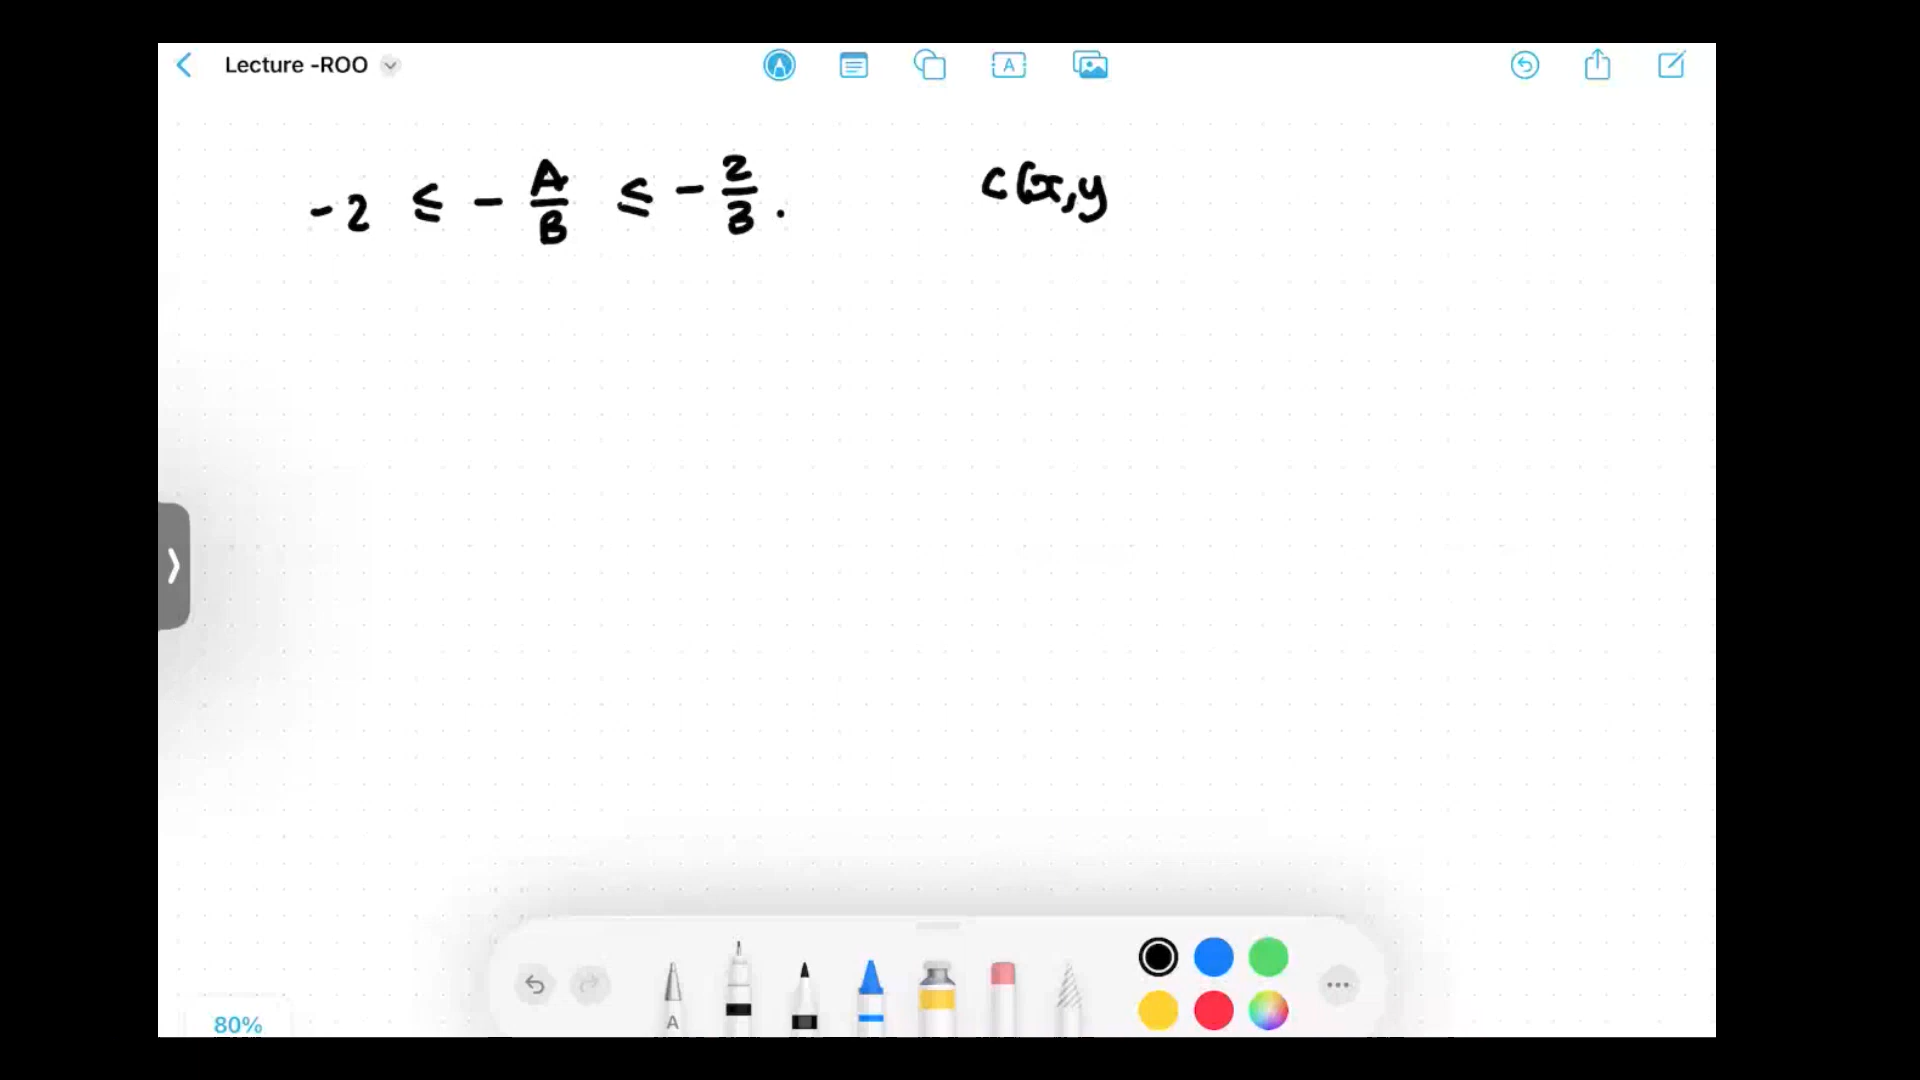 Lecture -ROO
-2 ≤ - A/B ≤ - 2/3 .
C(x,y
80%